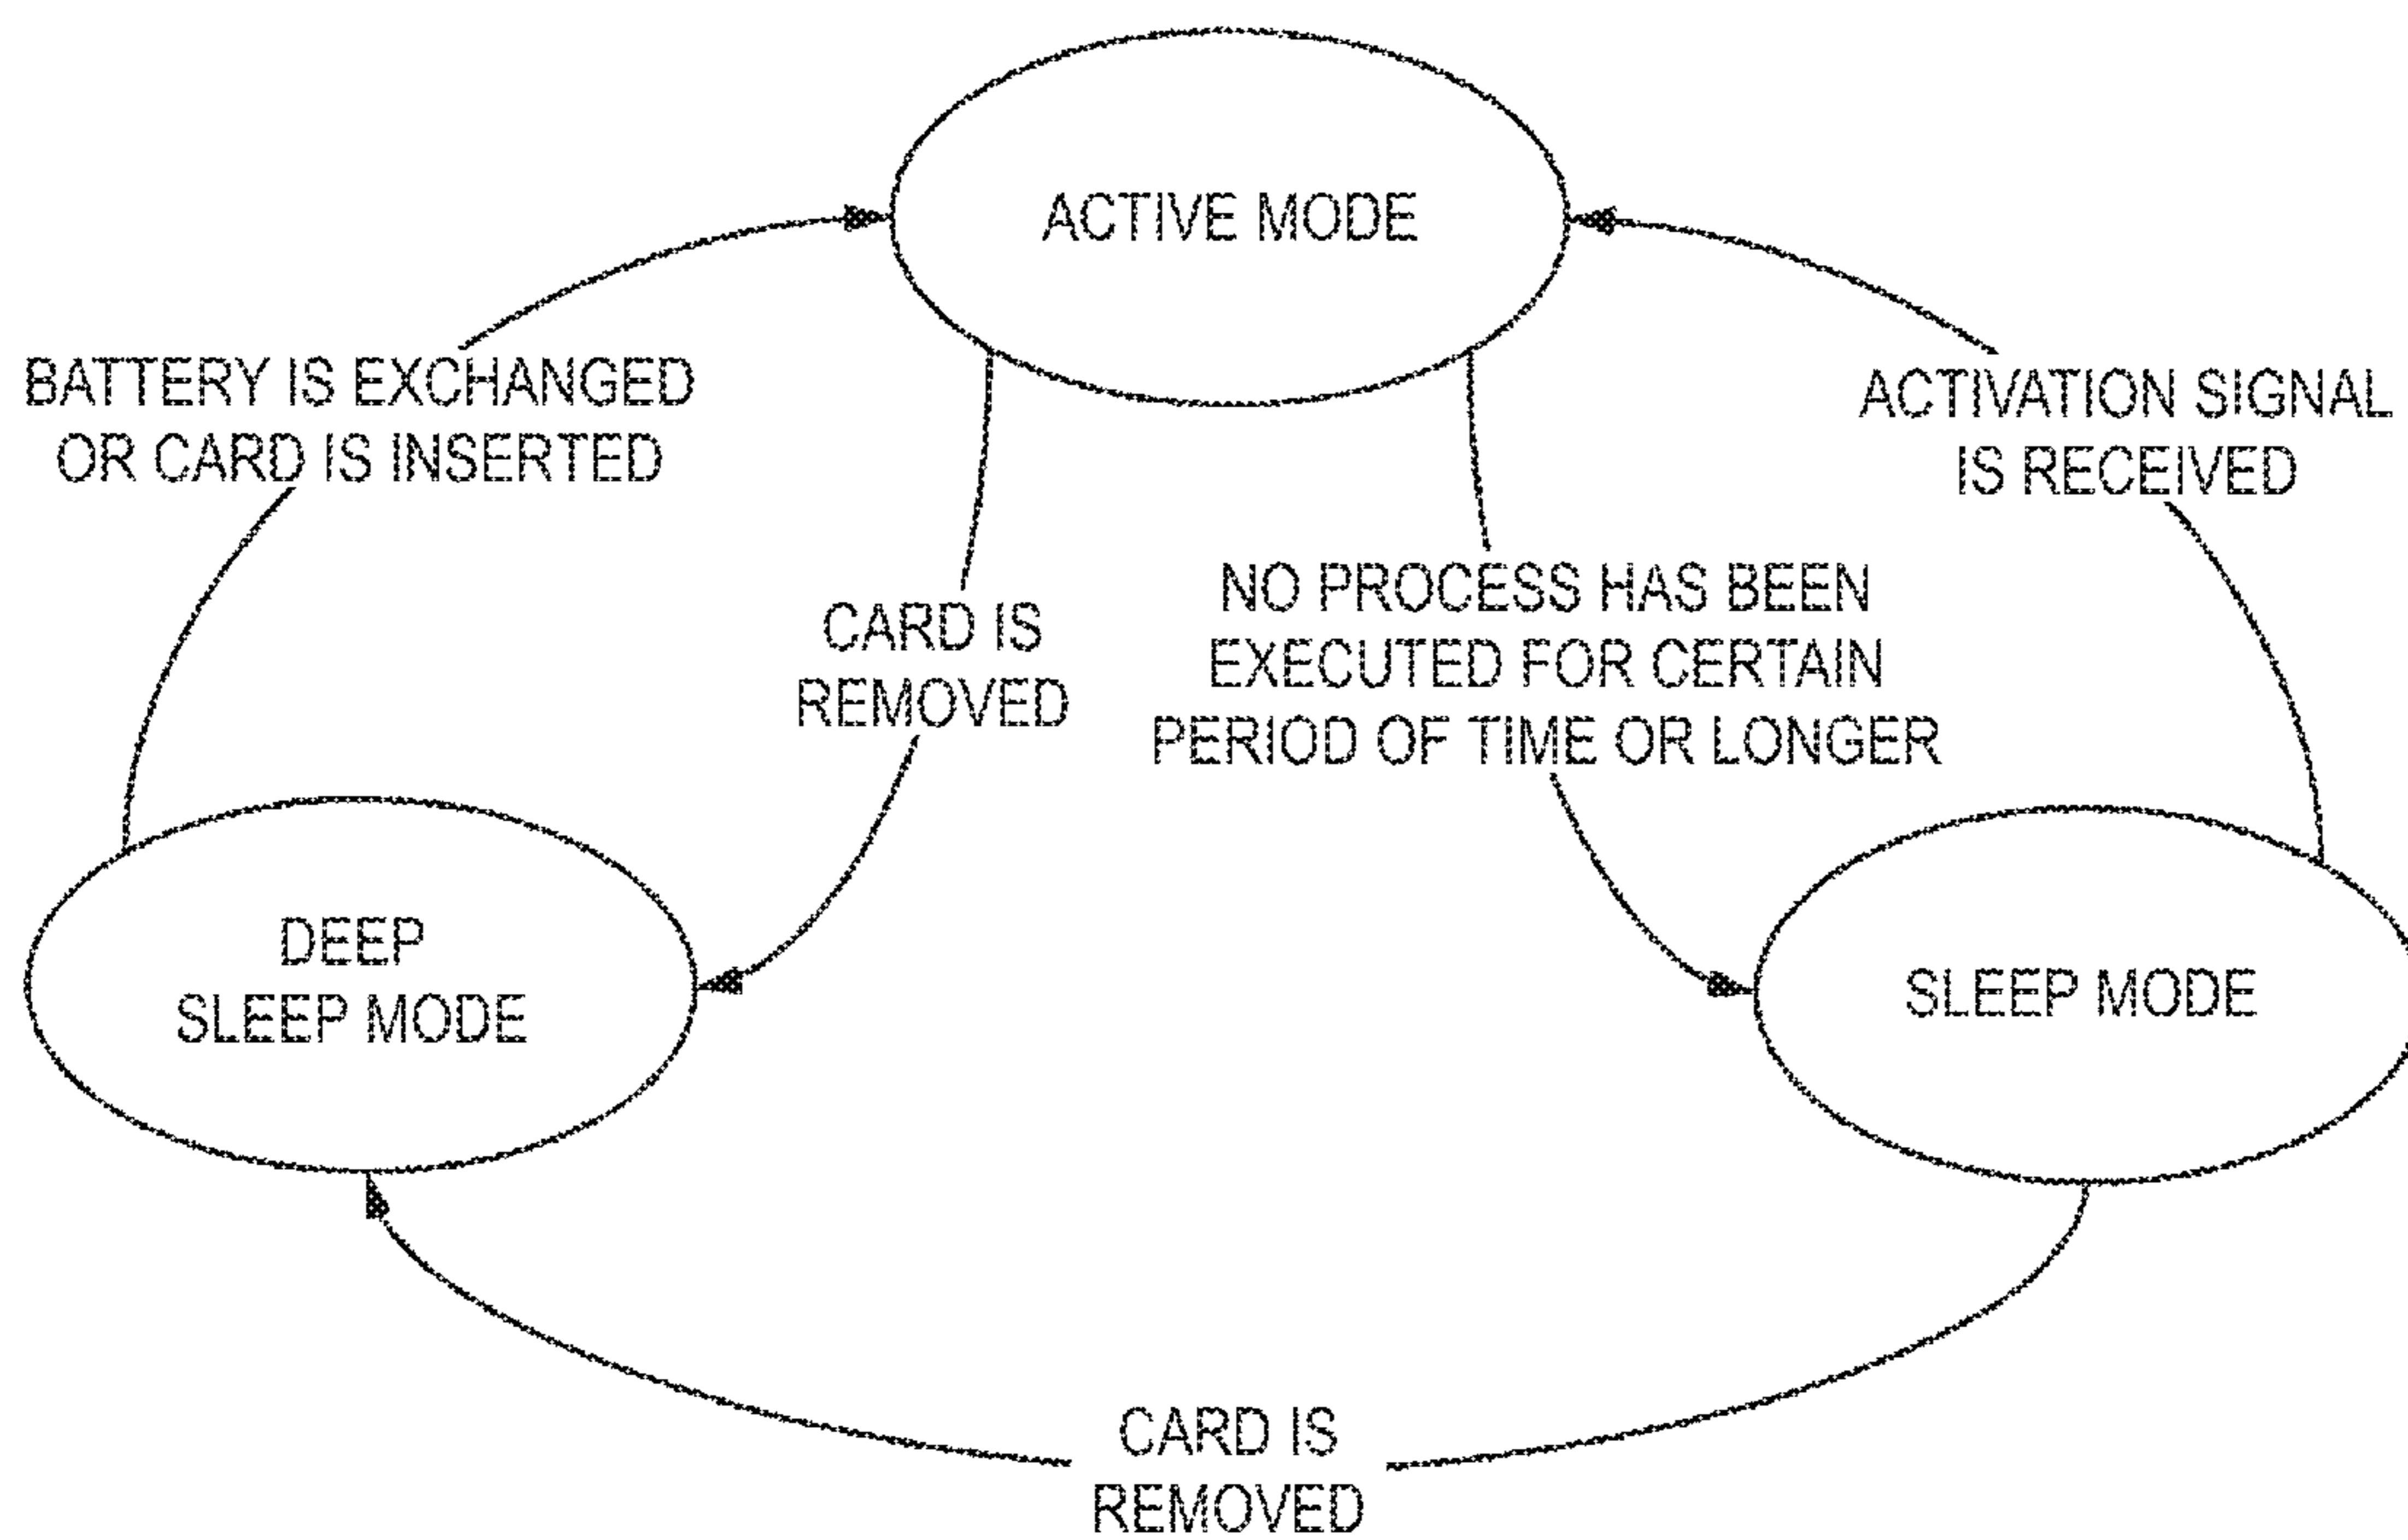 ACTIVE MODE
BATTERY IS EXCHANGED
OR CARD IS INSERTED
ACTIVATION SIGNAL
IS RECEIVED
CARD IS
REMOVED
NO PROCESS HAS BEEN
EXECUTED FOR CERTAIN
PERIOD OF TIME OR LONGER
DEEP
SLEEP MODE
SLEEP MODE
CARD IS
REMOVED